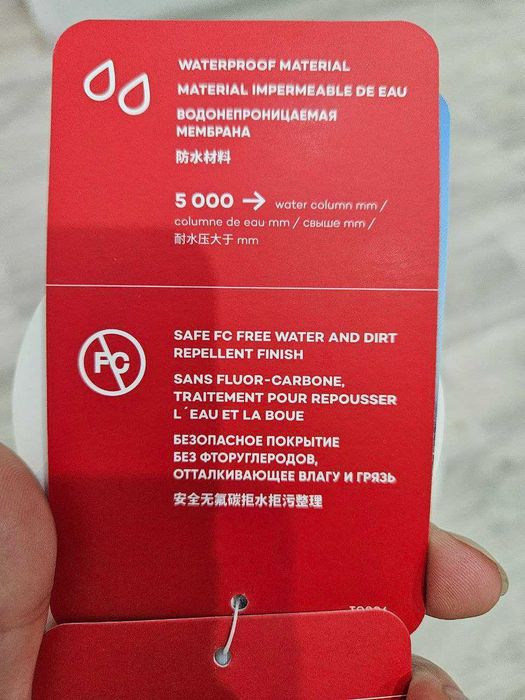 WATERPROOF MATERIAL
MATERIAL IMPERMEABLE DE EAU
ВОДОНЕПРОНИЦАЕМАЯ
МЕМБРАНА
防水材料
5 000 → water column mm /
columne de eau mm / свыше mm /
耐水压大于 mm
FC
SAFE FC FREE WATER AND DIRT
REPELLENT FINISH
SANS FLUOR-CARBONE,
TRAITEMENT POUR REPOUSSER
L´EAU ET LA BOUE
БЕЗОПАСНОЕ ПОКРЫТИЕ
БЕЗ ФТОРУГЛЕРОДОВ,
ОТТАЛКИВАЮЩЕЕ ВЛАГУ И ГРЯЗЬ
安全无氟碳拒水拒污整理